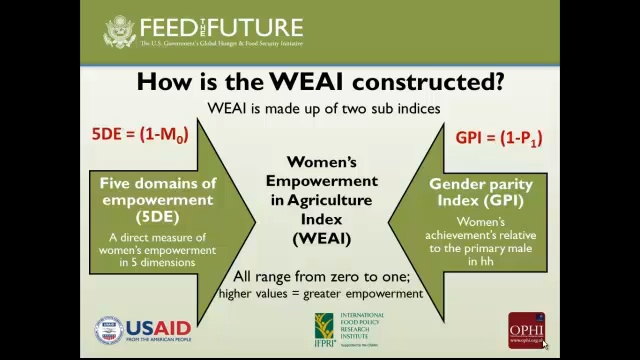 FEED THE FUTURE
The U.S. Government's Global Hunger & Food Security Initiative
How is the WEAI constructed?
WEAI is made up of two sub indices
5DE = (1-M0)
GPI = (1-P1)
Five domains of
empowerment
(5DE)
A direct measure of
women's empowerment
in 5 dimensions
Women's
Empowerment
in Agriculture
Index
(WEAI)
Gender parity
Index (GPI)
Women's
achievement's relative
to the primary male
in hh
All range from zero to one;
higher values = greater empowerment
USAID
FROM THE AMERICAN PEOPLE
IFPRI
INTERNATIONAL
FOOD POLICY
RESEARCH
INSTITUTE
OPHI
www.ophi.org.uk